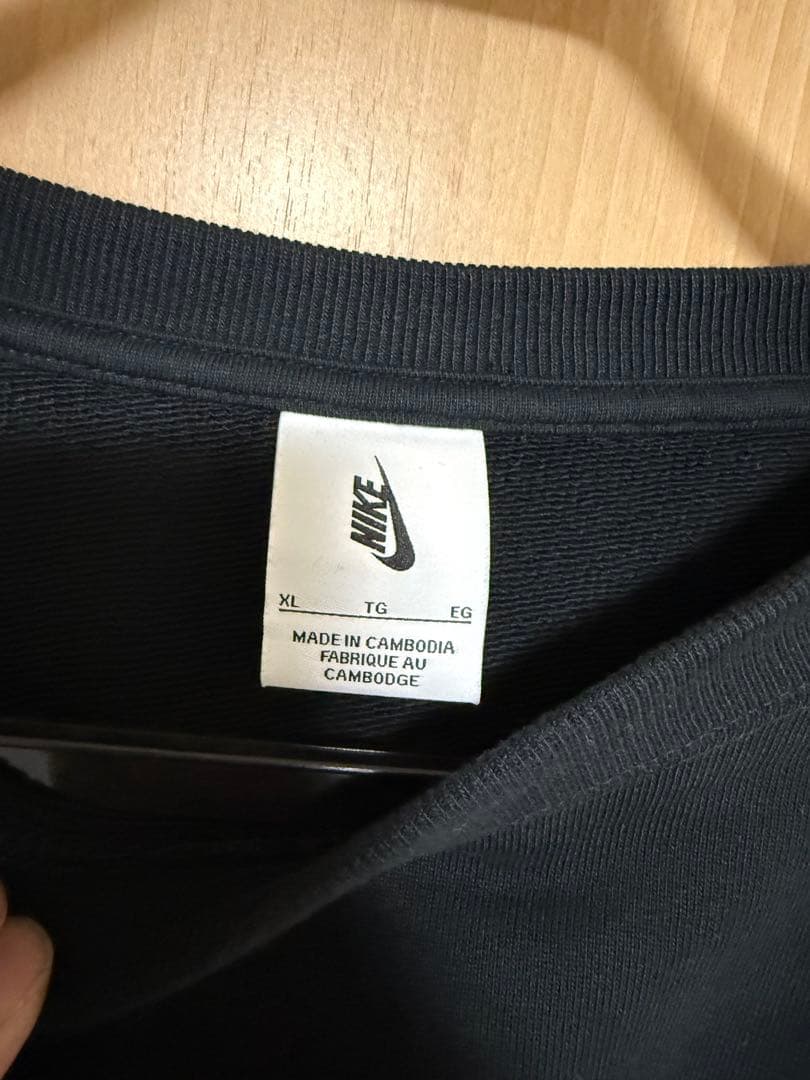 NIKE
XL TG EG
MADE IN CAMBODIA
FABRIQUE AU
CAMBODGE